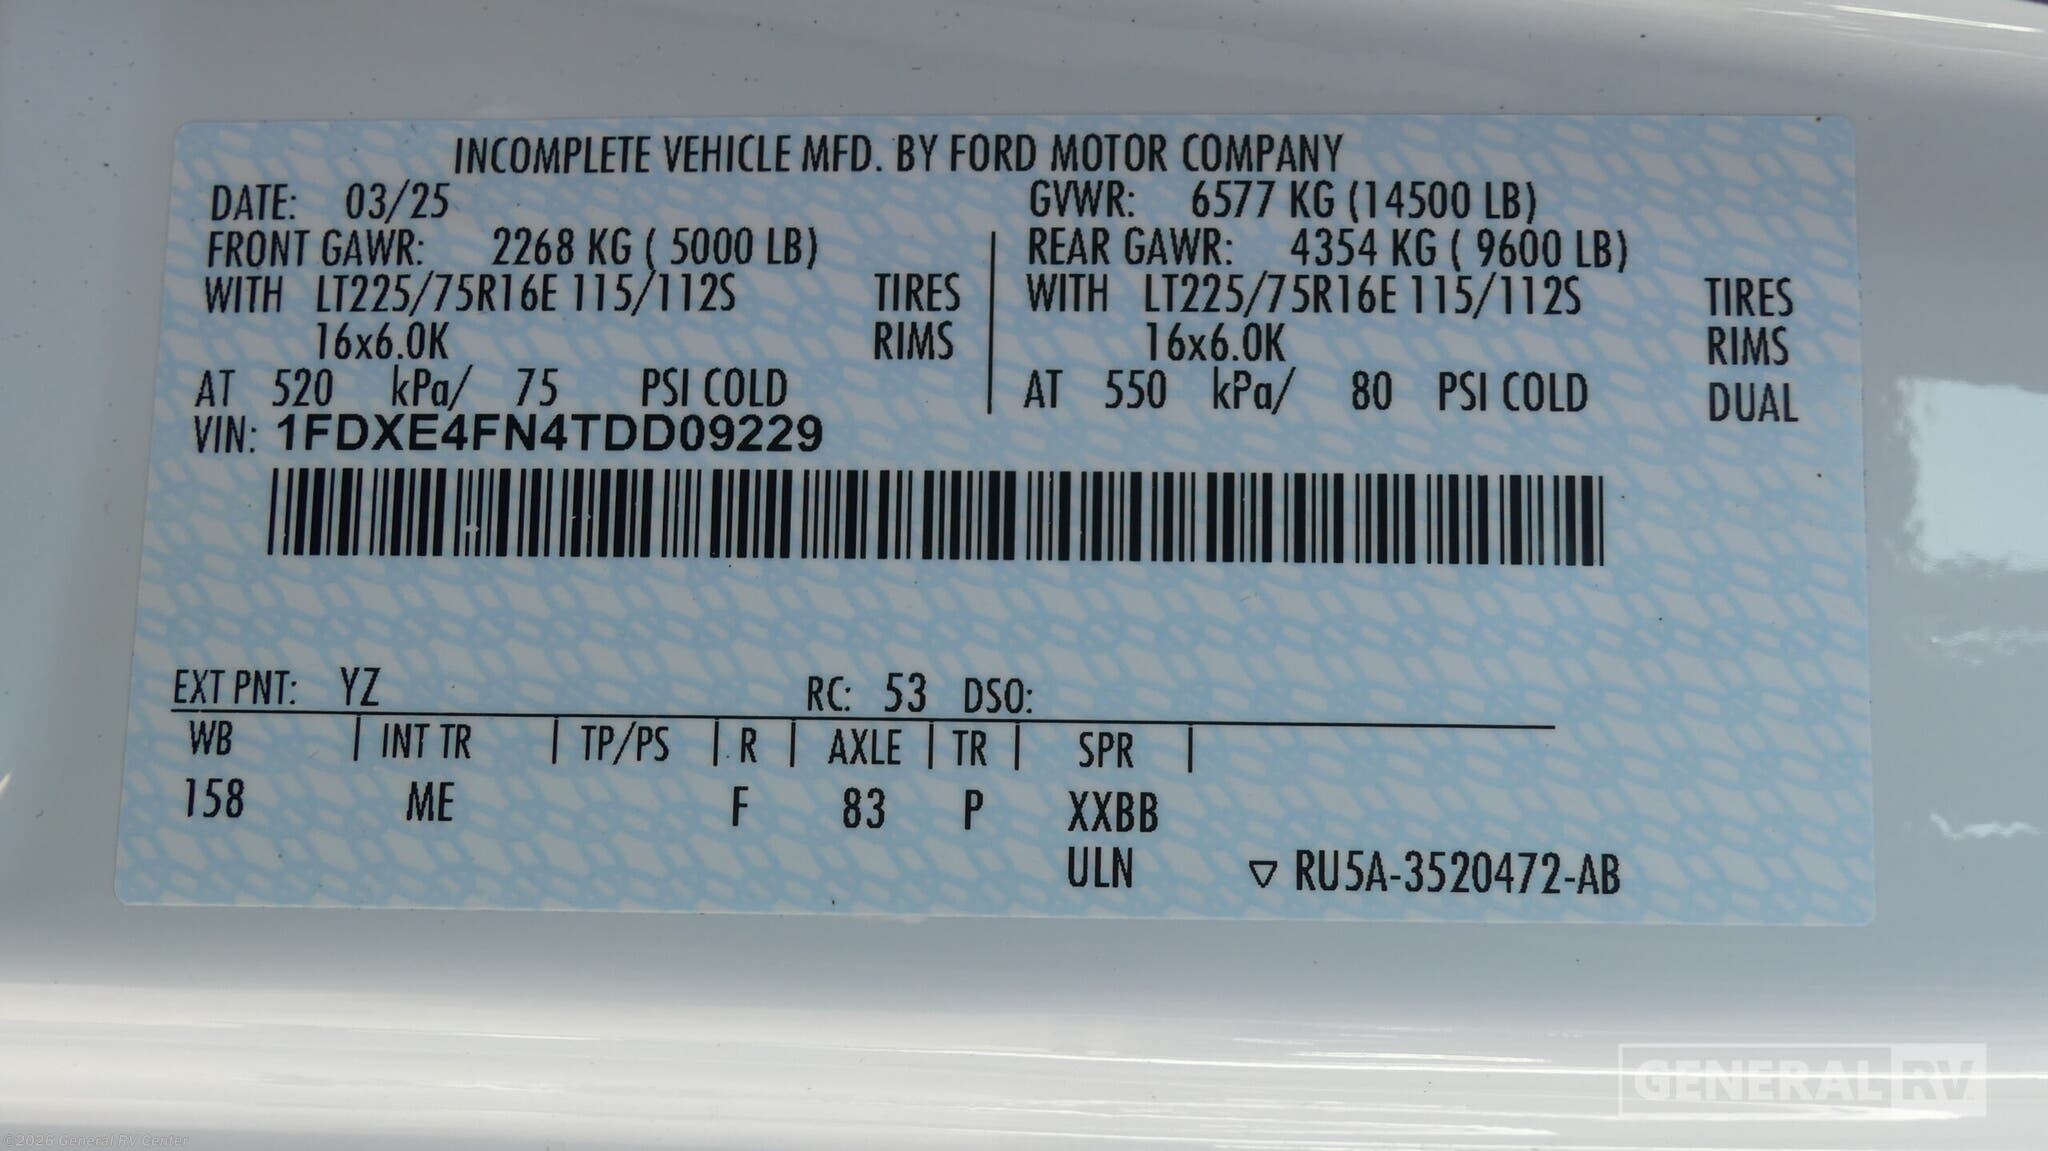 INCOMPLETE VEHICLE MFD. BY FORD MOTOR COMPANY
DATE: 03/25 GVWR: 6577 KG (14500 LB)
FRONT GAWR: 2268 KG ( 5000 LB) REAR GAWR: 4354 KG ( 9600 LB)
WITH LT225/75R16E 115/112S TIRES WITH LT225/75R16E 115/112S TIRES
16x6.0K RIMS 16x6.0K RIMS
AT 520 kPa/ 75 PSI COLD AT 550 kPa/ 80 PSI COLD DUAL
VIN: 1FDXE4FN4TDD09229
EXT PNT: YZ RC: 53 DSO:
WB INT TR TP/PS R AXLE TR SPR
158 ME F 83 P XXBB
ULN ▽ RU5A-3520472-AB
GENERAL RV
©2026 General RV Center